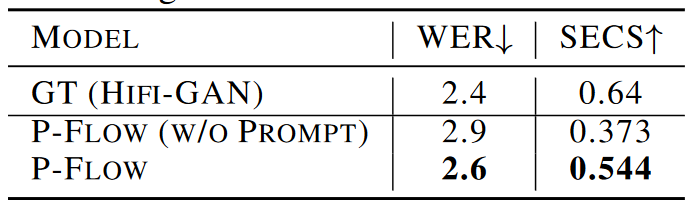 MODEL WER↓ SECS↑
GT (HIFI-GAN) 2.4 0.64
P-FLOW (W/O PROMPT) 2.9 0.373
P-FLOW 2.6 0.544